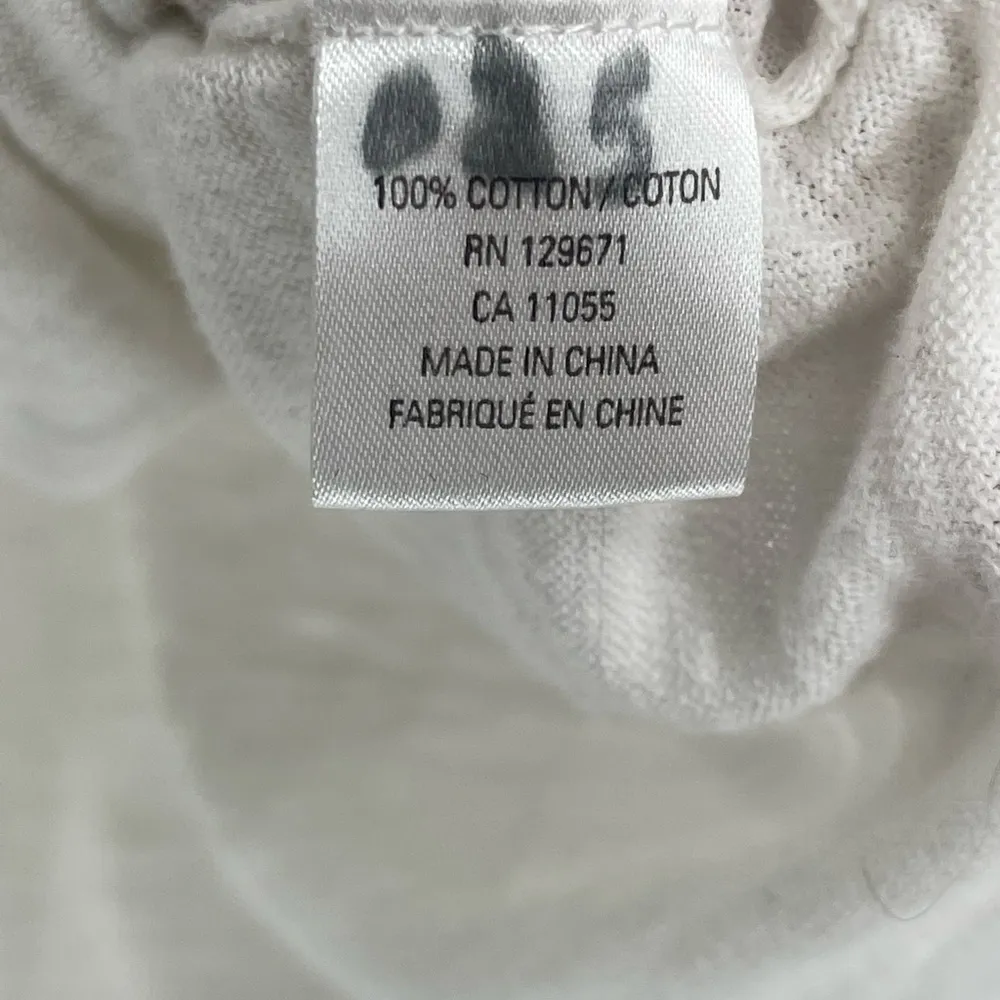 100% COTTON / COTON
RN 129671
CA 11055
MADE IN CHINA
FABRIQUÉ EN CHINE